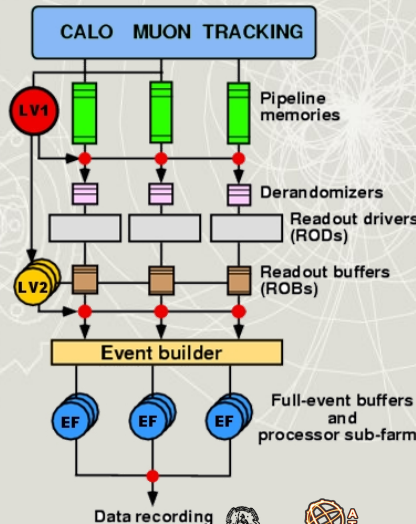 CALO MUON TRACKING
LV1
Pipeline
memories
Derandomizers
Readout drivers
(RODs)
Readout buffers
(ROBs)
LV2
Event builder
EF EF EF
Full-event buffers
and
processor sub-farm
Data recording